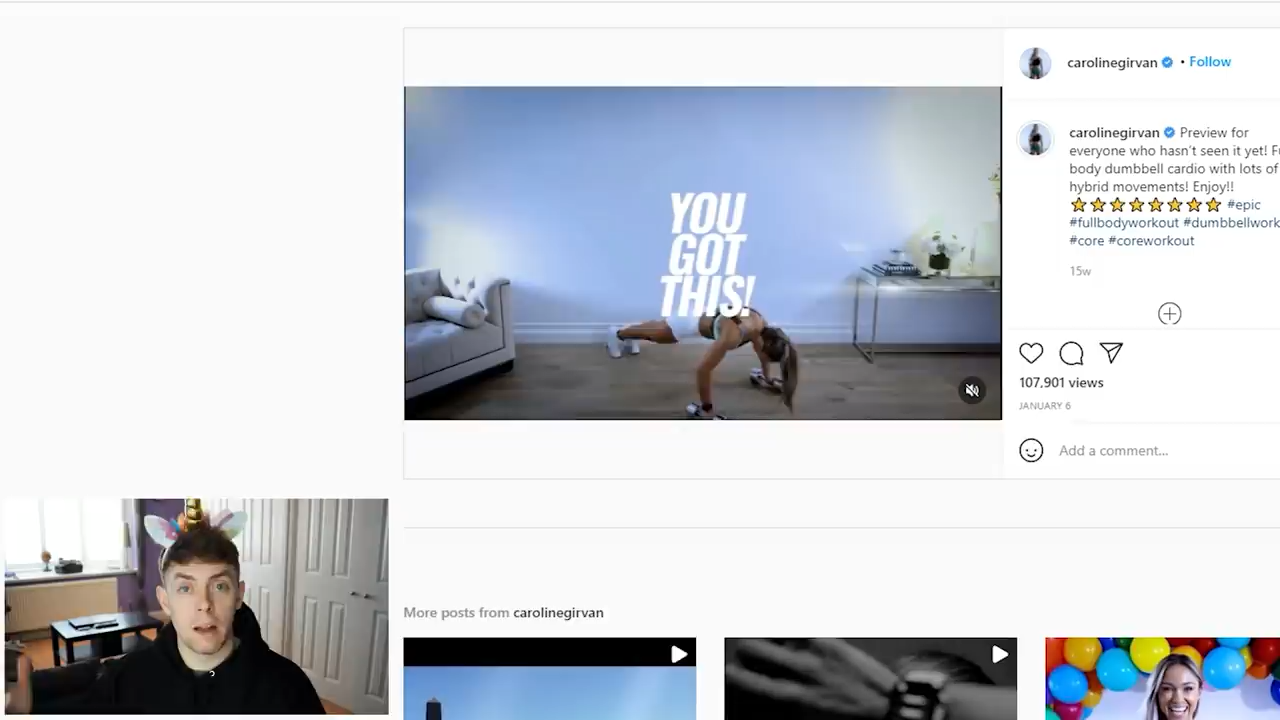 carolinegirvan • Follow
YOU
GOT
THIS!
carolinegirvan Preview for
everyone who hasn't seen it yet!
body dumbbell cardio with lots of
hybrid movements! Enjoy!!
#epic
#fullbodyworkout #dumbbellwork
#core #coreworkout
15w
107,901 views
JANUARY 6
Add a comment...
More posts from carolinegirvan